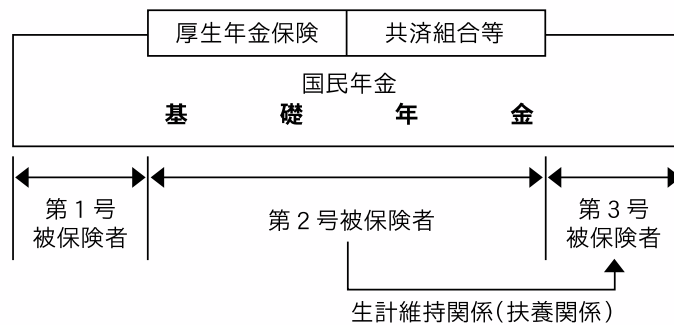 厚生年金保険
共済組合等
国民年金
基礎年金
第1号
被保険者
第2号被保険者
第3号
被保険者
生計維持関係(扶養関係)